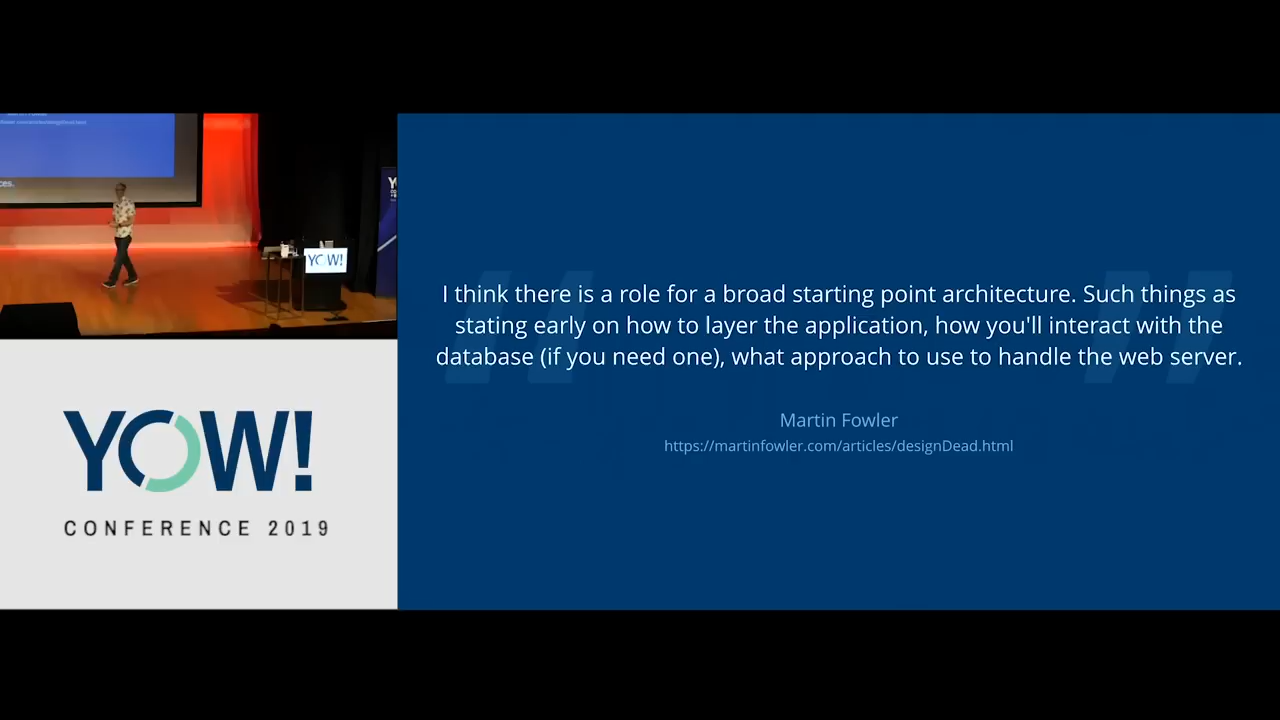 I think there is a role for a broad starting point architecture. Such things as
stating early on how to layer the application, how you'll interact with the
database (if you need one), what approach to use to handle the web server.
Martin Fowler
https://martinfowler.com/articles/designDead.html
YOW!
YOW!
CONFERENCE 2019